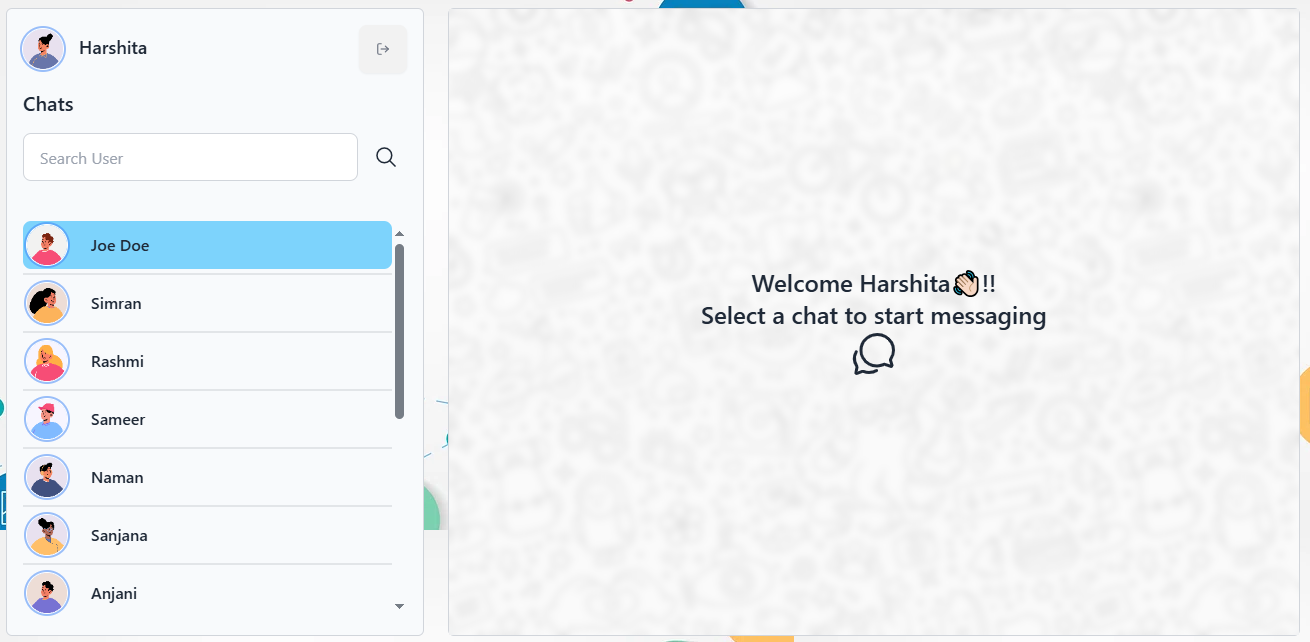 Harshita
Chats
Search User
Joe Doe
Simran
Rashmi
Sameer
Naman
Sanjana
Anjani
Welcome Harshita👋🏻!!
Select a chat to start messaging